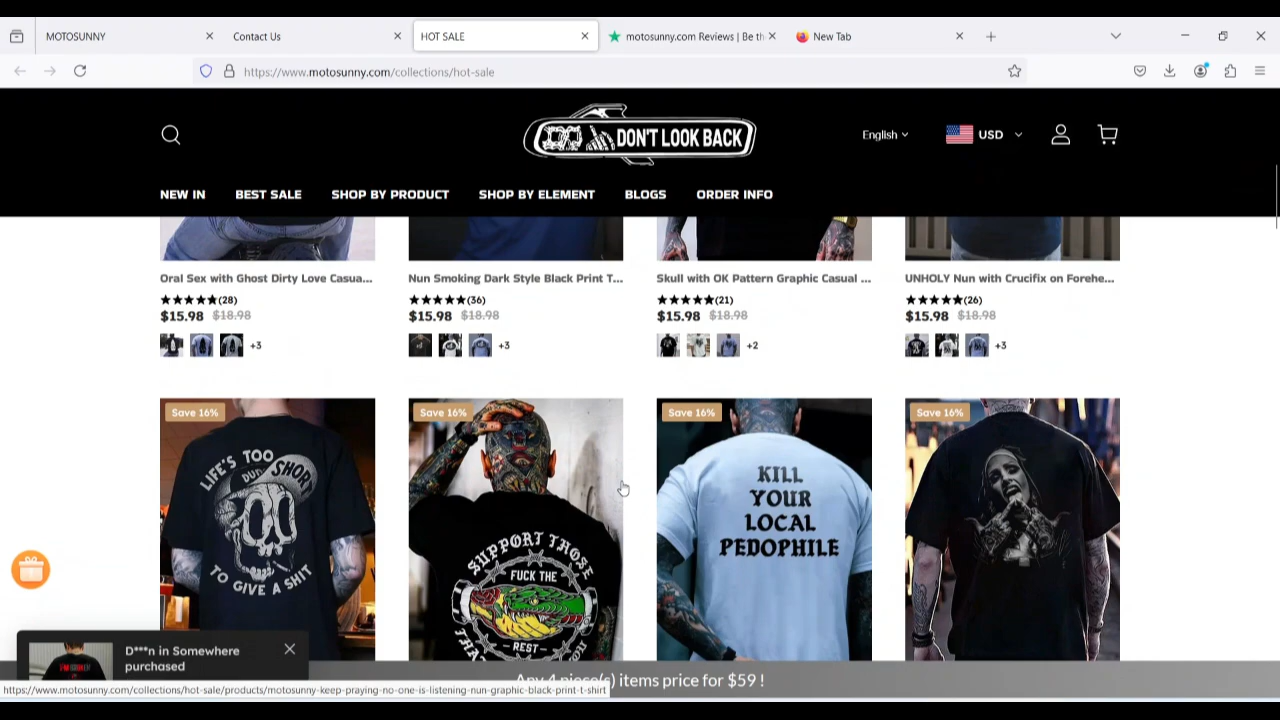 MOTOSUNNY
Contact Us
HOT SALE
motosunny.com Reviews | Be th
New Tab
https://www.motosunny.com/collections/hot-sale
DON'T LOOK BACK
English
USD
NEW IN
BEST SALE
SHOP BY PRODUCT
SHOP BY ELEMENT
BLOGS
ORDER INFO
Oral Sex with Ghost Dirty Love Casua...
Nun Smoking Dark Style Black Print T...
Skull with OK Pattern Graphic Casual ...
UNHOLY Nun with Crucifix on Forehe...
★★★★★(28)
★★★★★(36)
★★★★★(21)
★★★★★(26)
$15.98 $18.98
$15.98 $18.98
$15.98 $18.98
$15.98 $18.98
+3
+3
+2
+3
Save 16%
Save 16%
Save 16%
Save 16%
LIFE'S TOO
SHORT
TO GIVE A SHIT
SUPPORT THOSE
FUCK THE
- REST -
KILL
YOUR
LOCAL
PEDOPHILE
D***n in Somewhere
purchased
Any 4 piece(s) items price for $59 !
https://www.motosunny.com/collections/hot-sale/products/motosunny-keep-praying-no-one-is-listening-nun-graphic-black-print-t-shirt